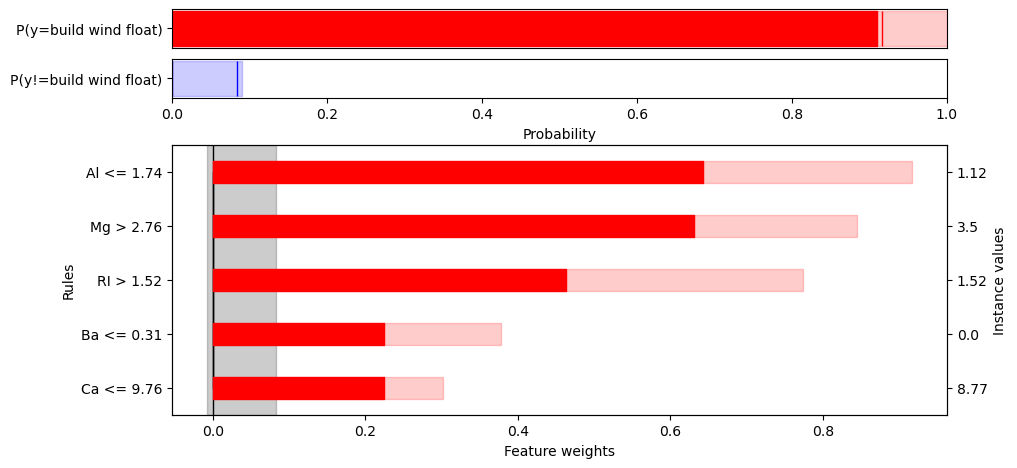 P(y=build wind float)
P(y!=build wind float)
0.0 0.2 0.4 0.6 0.8 1.0
Probability
Al <= 1.74 1.12
Mg > 2.76 3.5
RI > 1.52 1.52
Ba <= 0.31 0.0
Ca <= 9.76 8.77
Rules
Instance values
0.0 0.2 0.4 0.6 0.8
Feature weights